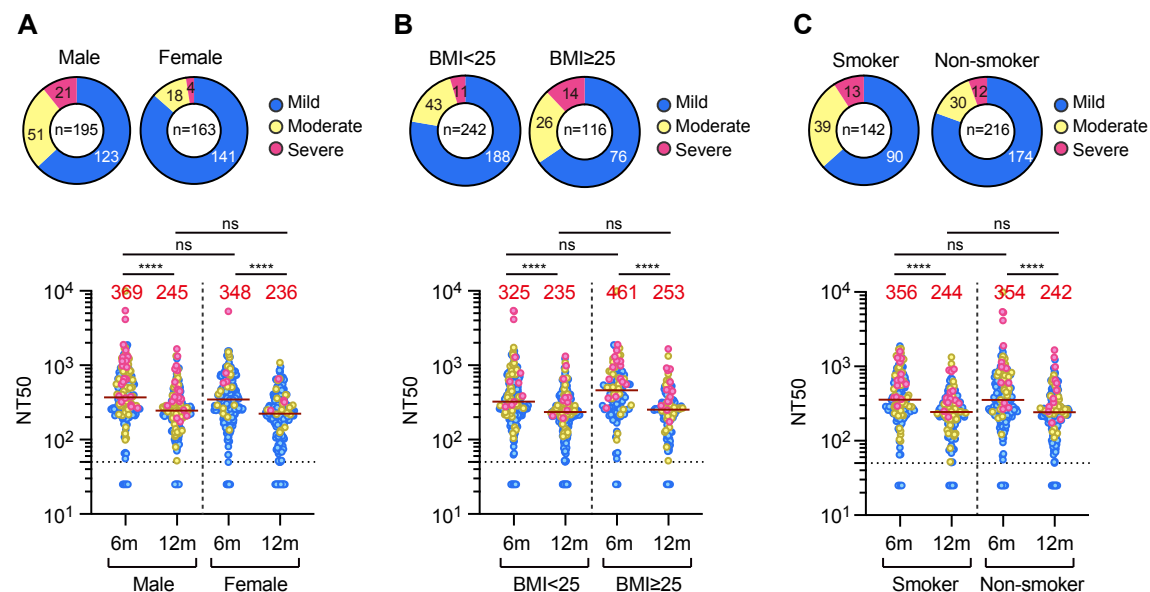 A
Male
Female
21
51
123
n=195
4
18
141
n=163
Mild
Moderate
Severe
ns
ns
****
****
369
245
348
236
10⁴
10³
10²
10¹
NT50
6m
12m
6m
12m
Male
Female
B
BMI<25
BMI≥25
11
43
188
n=242
14
26
76
n=116
Mild
Moderate
Severe
ns
ns
****
****
325
235
461
253
10⁴
10³
10²
10¹
NT50
6m
12m
6m
12m
BMI<25
BMI≥25
C
Smoker
Non-smoker
13
39
90
n=142
12
30
174
n=216
Mild
Moderate
Severe
ns
ns
****
****
356
244
354
242
10⁴
10³
10²
10¹
NT50
6m
12m
6m
12m
Smoker
Non-smoker